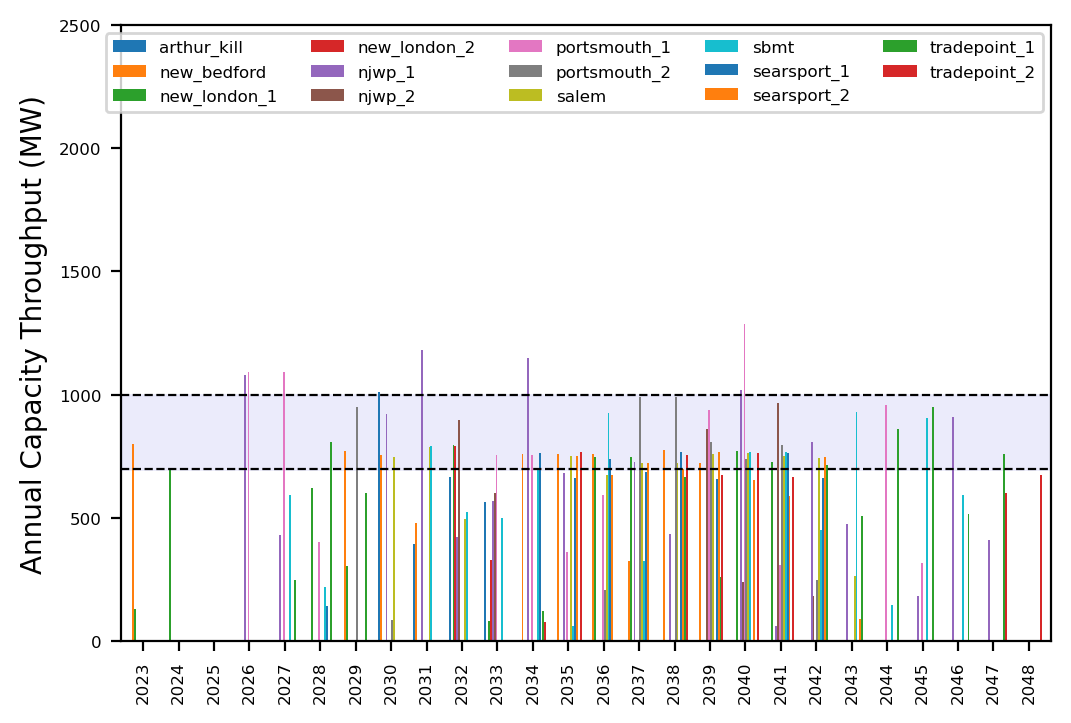 2500
2000
1500
1000
500
0
Annual Capacity Throughput (MW)
arthur_kill
new_bedford
new_london_1
new_london_2
njwp_1
njwp_2
portsmouth_1
portsmouth_2
salem
sbmt
searsport_1
searsport_2
tradepoint_1
tradepoint_2
2023
2024
2025
2026
2027
2028
2029
2030
2031
2032
2033
2034
2035
2036
2037
2038
2039
2040
2041
2042
2043
2044
2045
2046
2047
2048